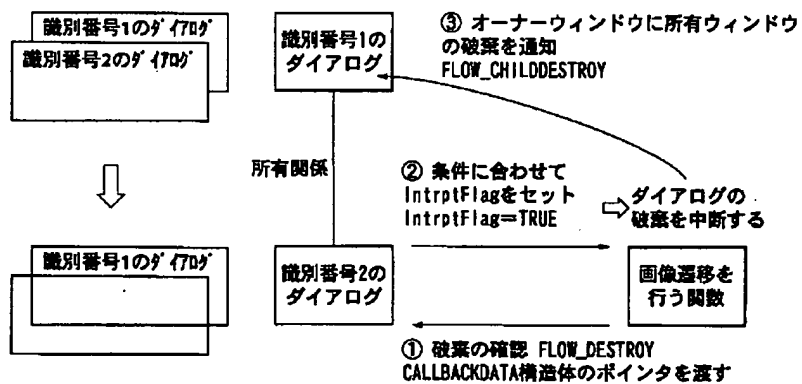 識別番号1のダイアログ
識別番号2のダイアログ
識別番号1の
ダイアログ
③ オーナーウィンドウに所有ウィンドウ
の破棄を通知
FLOW_CHILDDESTROY
所有関係
② 条件に合わせて
IntrptFlagをセット
IntrptFlag=TRUE
ダイアログの
破棄を中断する
識別番号1のダイアログ
識別番号2の
ダイアログ
画像遷移を
行う関数
① 破棄の確認 FLOW_DESTROY
CALLBACKDATA構造体のポインタを渡す